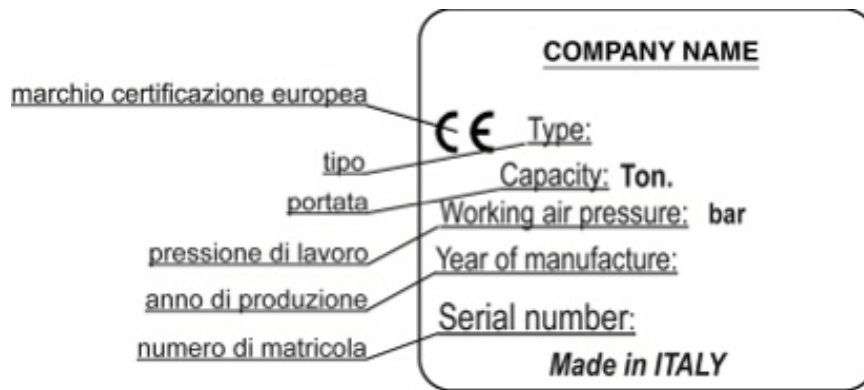 COMPANY NAME
marchio certificazione europea
CE Type:
tipo
Capacity: Ton.
portata
Working air pressure: bar
pressione di lavoro
Year of manufacture:
anno di produzione
Serial number:
numero di matricola
Made in ITALY